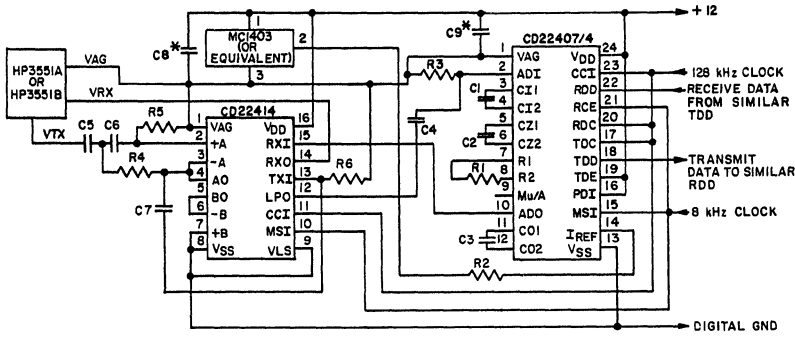 +12
1
MC1403
(OR
EQUIVALENT)
2
3
C8*
C9*
HP3551A
OR
HP3551B
VAG
VRX
VTX
C5
C6
R5
R4
C7
CD22414
1 VAG
2 +A
3 -A
4 AO
5 BO
6 -B
7 +B
8 VSS
VDD 16
RXI 15
RXO 14
TXI 13
LPO 12
CCI 11
MSI 10
VLS 9
R6
R3
C4
C1
C2
R1
C3
R2
CD22407/4
1 VAG
2 ADI
3 CI1
4 CI2
5 CZ1
6 CZ2
7 R1
8 R2
9 Mu/A
10 ADO
11 CO1
12 CO2
VDD 24
CCI 23
RDD 22
RCE 21
RDC 20
TDC 17
TDD 18
TDE 19
PDI 16
MSI 15
IREF 14
VSS 13
128 kHz CLOCK
RECEIVE DATA
FROM SIMILAR
TDD
TRANSMIT
DATA TO SIMILAR
RDD
8 kHz CLOCK
DIGITAL GND